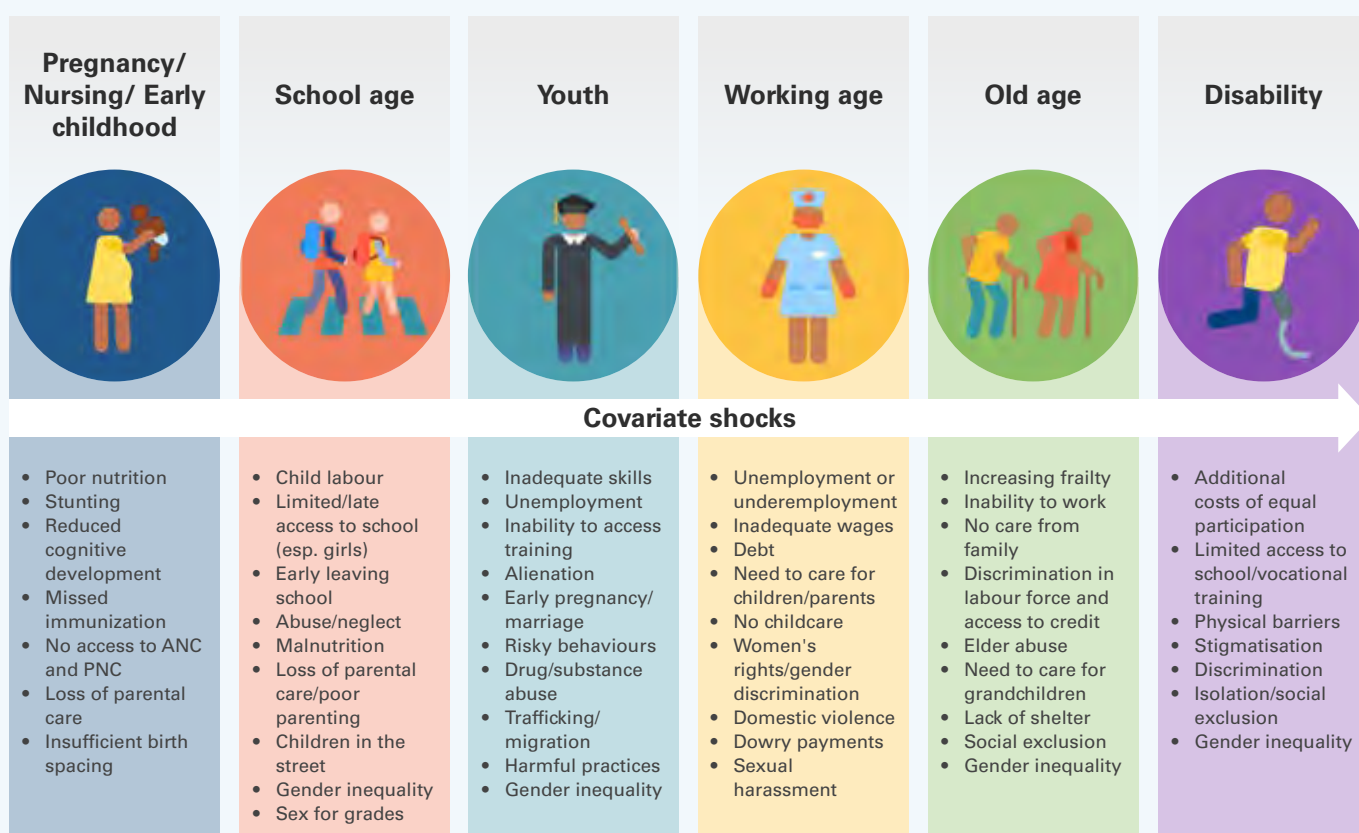 Pregnancy/
Nursing/ Early
childhood
School age
Youth
Working age
Old age
Disability
Covariate shocks
• Poor nutrition
• Stunting
• Reduced
cognitive
development
• Missed
immunization
• No access to ANC
and PNC
• Loss of parental
care
• Insufficient birth
spacing
• Child labour
• Limited/late
access to school
(esp. girls)
• Early leaving
school
• Abuse/neglect
• Malnutrition
• Loss of parental
care/poor
parenting
• Children in the
street
• Gender inequality
• Sex for grades
• Inadequate skills
• Unemployment
• Inability to access
training
• Alienation
• Early pregnancy/
marriage
• Risky behaviours
• Drug/substance
abuse
• Trafficking/
migration
• Harmful practices
• Gender inequality
• Unemployment or
underemployment
• Inadequate wages
• Debt
• Need to care for
children/parents
• No childcare
• Women's
rights/gender
discrimination
• Domestic violence
• Dowry payments
• Sexual
harassment
• Increasing frailty
• Inability to work
• No care from
family
• Discrimination in
labour force and
access to credit
• Elder abuse
• Need to care for
grandchildren
• Lack of shelter
• Social exclusion
• Gender inequality
• Additional
costs of equal
participation
• Limited access to
school/vocational
training
• Physical barriers
• Stigmatisation
• Discrimination
• Isolation/social
exclusion
• Gender inequality